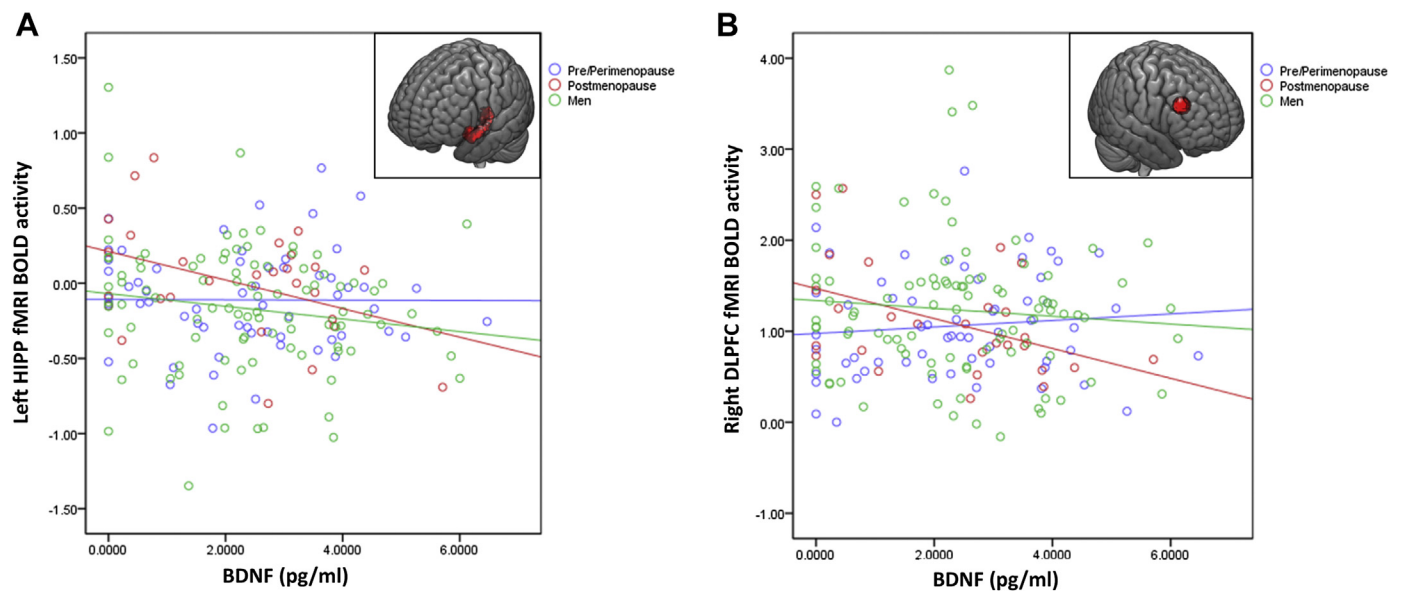 A
Left HIPP fMRI BOLD activity
1.50
1.00
0.50
0.00
-0.50
-1.00
-1.50
0.0000 2.0000 4.0000 6.0000
BDNF (pg/ml)
Pre/Perimenopause
Postmenopause
Men
B
Right DLPFC fMRI BOLD activity
4.00
3.00
2.00
1.00
0.00
-1.00
0.0000 2.0000 4.0000 6.0000
BDNF (pg/ml)
Pre/Perimenopause
Postmenopause
Men